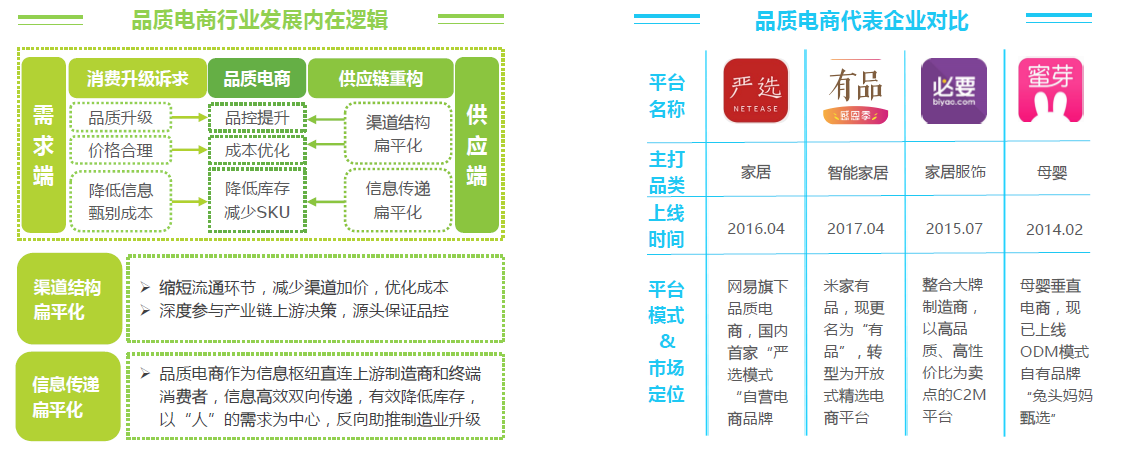 品质电商行业发展内在逻辑
需求端
消费升级诉求
品质电商
供应链重构
供应端
品质升级
品控提升
价格合理
成本优化
渠道结构
扁平化
降低信息
甄别成本
降低库存
减少SKU
信息传递
扁平化
渠道结构
扁平化
➢ 缩短流通环节，减少渠道加价，优化成本
➢ 深度参与产业链上游决策，源头保证品控
信息传递
扁平化
➢ 品质电商作为信息枢纽直连上游制造商和终端
消费者，信息高效双向传递，有效降低库存，
以“人”的需求为中心，反向助推制造业升级
品质电商代表企业对比
平台
名称
严选
NETEASE
有品
感恩季
必要
biyao.com
蜜芽
主打
品类
家居
智能家居
家居服饰
母婴
上线
时间
2016.04
2017.04
2015.07
2014.02
平台
模式
&
市场
定位
网易旗下
品质电
商，国内
首家“严
选模式
“自营电
商品牌
米家有
品，现更
名为“有
品”，转
型为开放
式精选电
商平台
整合大牌
制造商，
以高品
质、高性
价比为卖
点的C2M
平台
母婴垂直
电商，现
已上线
ODM模式
自有品牌
“兔头妈妈
甄选”